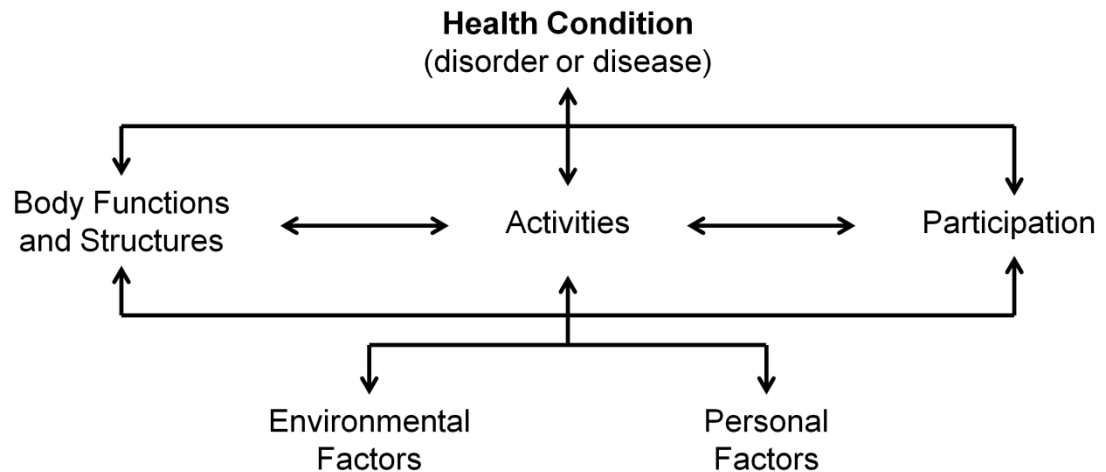 Health Condition
(disorder or disease)
Body Functions
and Structures
Activities
Participation
Environmental
Factors
Personal
Factors